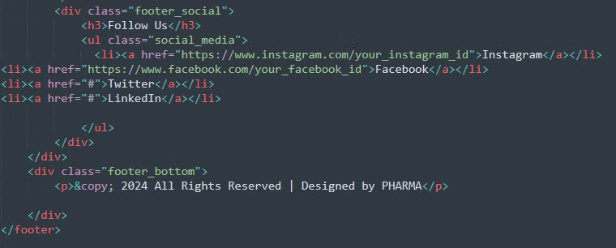 <div class="footer_social">
<h3>Follow Us</h3>
<ul class="social_media">
<li><a href="https://www.instagram.com/your_instagram_id">Instagram</a></li>
<li><a href="https://www.facebook.com/your_facebook_id">Facebook</a></li>
<li><a href="#">Twitter</a></li>
<li><a href="#">LinkedIn</a></li>
</ul>
</div>
</div>
<div class="footer_bottom">
<p>&copy; 2024 All Rights Reserved | Designed by PHARMA</p>
</div>
</footer>